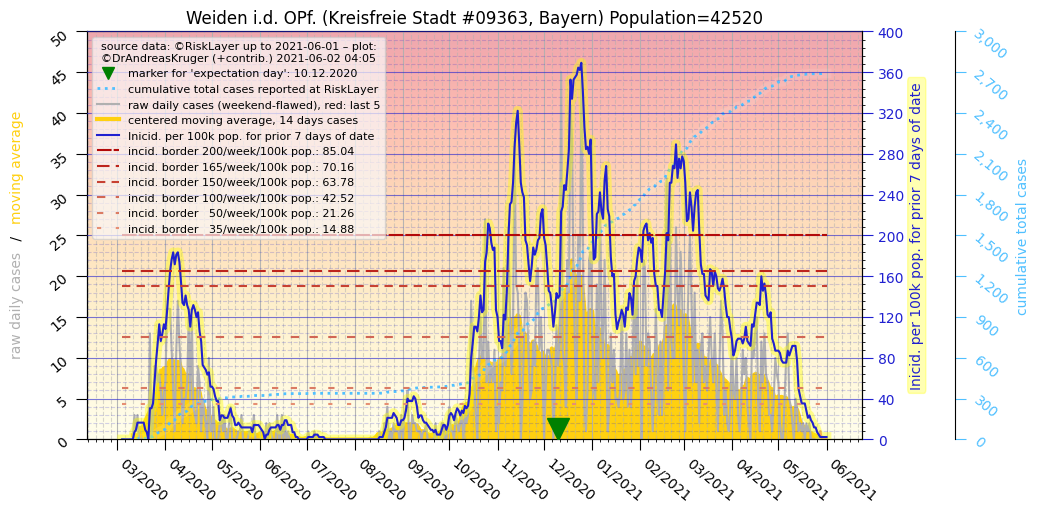 Weiden i.d. OPf. (Kreisfreie Stadt #09363, Bayern) Population=42520
source data: ©RiskLayer up to 2021-06-01 – plot:
©DrAndreasKruger (+contrib.) 2021-06-02 04:05
marker for 'expectation day': 10.12.2020
cumulative total cases reported at RiskLayer
raw daily cases (weekend-flawed), red: last 5
centered moving average, 14 days cases
Inicid. per 100k pop. for prior 7 days of date
incid. border 200/week/100k pop.: 85.04
incid. border 165/week/100k pop.: 70.16
incid. border 150/week/100k pop.: 63.78
incid. border 100/week/100k pop.: 42.52
incid. border 50/week/100k pop.: 21.26
incid. border 35/week/100k pop.: 14.88
raw daily cases / moving average
50
45
40
35
30
25
20
15
10
5
0
400
360
320
280
240
200
160
120
80
40
0
Inicid. per 100k pop. for prior 7 days of date
3,000
2,700
2,400
2,100
1,800
1,500
1,200
900
600
300
0
cumulative total cases
03/2020
04/2020
05/2020
06/2020
07/2020
08/2020
09/2020
10/2020
11/2020
12/2020
01/2021
02/2021
03/2021
04/2021
05/2021
06/2021